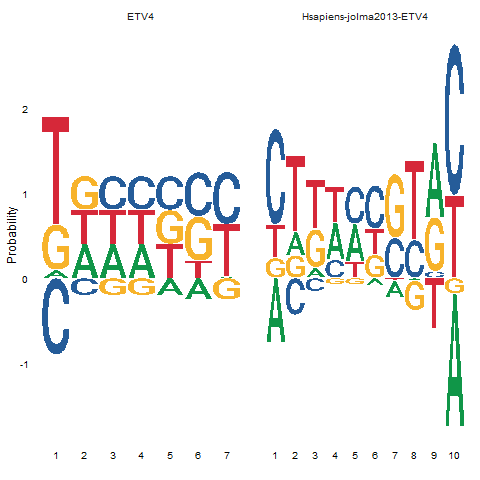 ETV4 Hsapiens-jolma2013-ETV4
Probability
2
1
0
-1
T G A C
G T A C
C T A G
C T A G
C G T A
C G T A
C T G
C T G A
T A G C
T G A C
T A C G
C A T G
C T G A
G C T A
T C A G
A G C T
C T G A
1 2 3 4 5 6 7 1 2 3 4 5 6 7 8 9 10